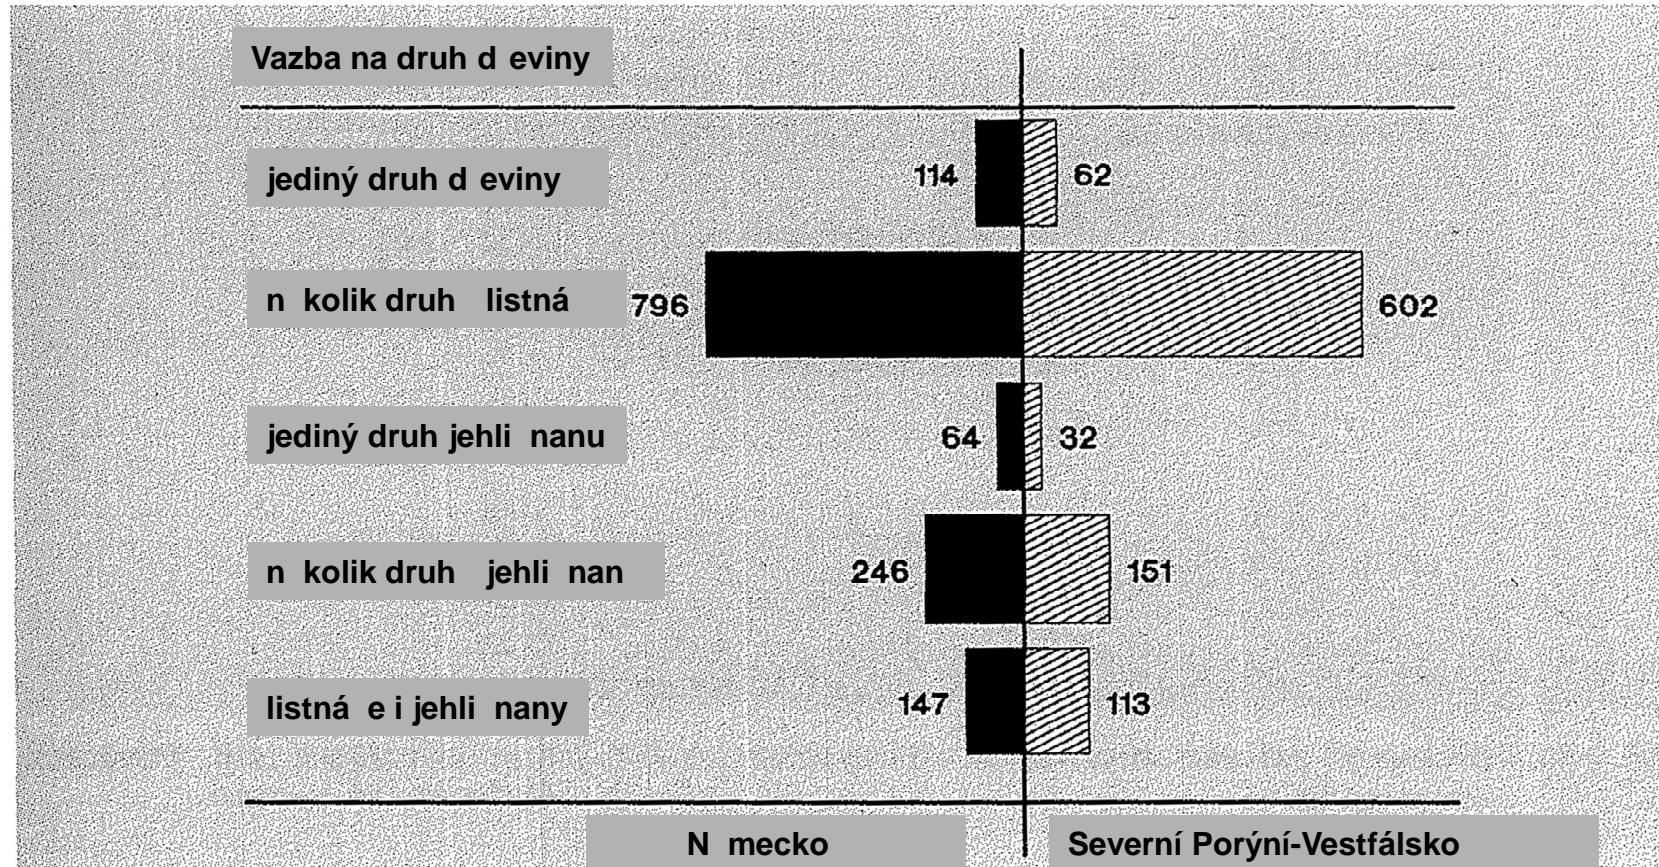 Vazba na druh d eviny
jediný druh d eviny 114 62
n kolik druh listná 796 602
jediný druh jehli nanu 64 32
n kolik druh jehli nan 246 151
listná e i jehli nany 147 113
N mecko Severní Porýní-Vestfálsko